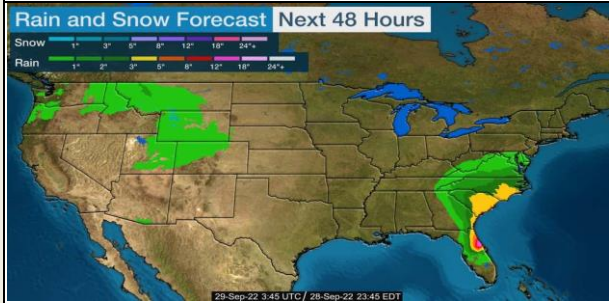 Rain and Snow Forecast Next 48 Hours
Snow 1" 3" 5" 8" 12" 18" 24"+
Rain 1" 2" 3" 5" 8" 12" 18" 24"+
29-Sep-22 3:45 UTC / 28-Sep-22 23:45 EDT